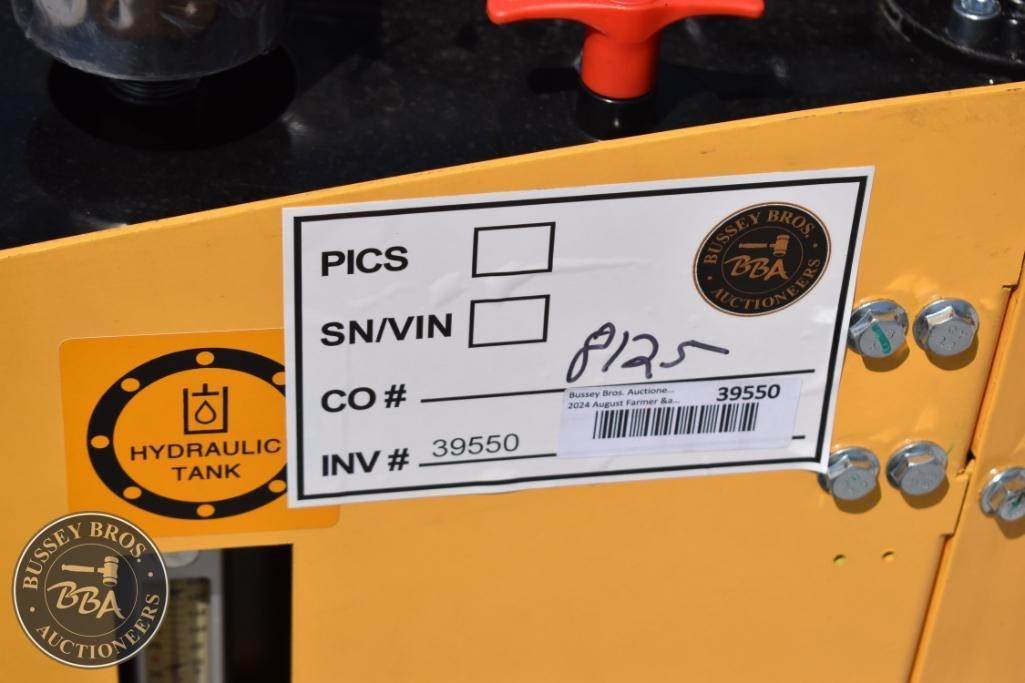 PICS
SN/VIN
CO #
8125
Bussey Bros. Auctione...
2024 August Farmer &a...
39550
INV # 39550
BUSSEY BROS.
BBA
AUCTIONEERS
HYDRAULIC
TANK
BUSSEY BROS.
BBA
AUCTIONEERS